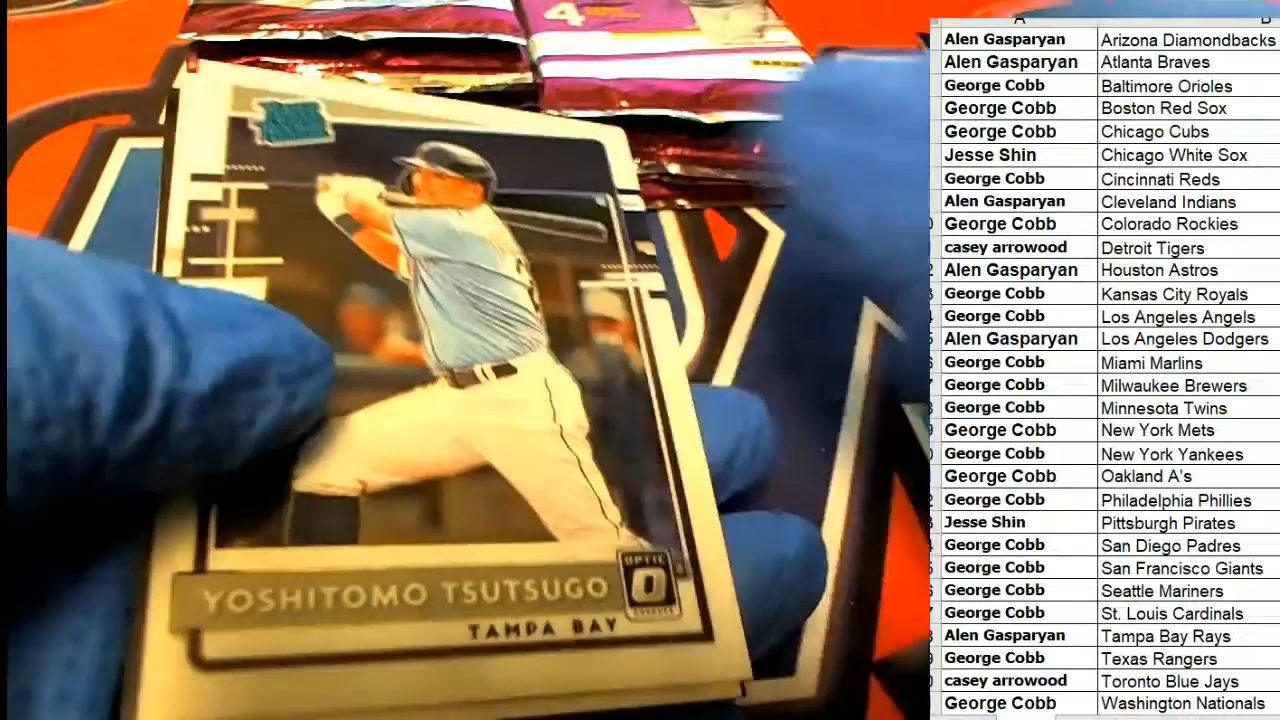 4
YOSHITOMO TSUTSUGO
OPTIC
TAMPA BAY
A B
Alen Gasparyan Arizona Diamondbacks
Alen Gasparyan Atlanta Braves
George Cobb Baltimore Orioles
George Cobb Boston Red Sox
George Cobb Chicago Cubs
Jesse Shin Chicago White Sox
George Cobb Cincinnati Reds
Alen Gasparyan Cleveland Indians
George Cobb Colorado Rockies
casey arrowood Detroit Tigers
Alen Gasparyan Houston Astros
George Cobb Kansas City Royals
George Cobb Los Angeles Angels
Alen Gasparyan Los Angeles Dodgers
George Cobb Miami Marlins
George Cobb Milwaukee Brewers
George Cobb Minnesota Twins
George Cobb New York Mets
George Cobb New York Yankees
George Cobb Oakland A's
George Cobb Philadelphia Phillies
Jesse Shin Pittsburgh Pirates
George Cobb San Diego Padres
George Cobb San Francisco Giants
George Cobb Seattle Mariners
George Cobb St. Louis Cardinals
Alen Gasparyan Tampa Bay Rays
George Cobb Texas Rangers
casey arrowood Toronto Blue Jays
George Cobb Washington Nationals